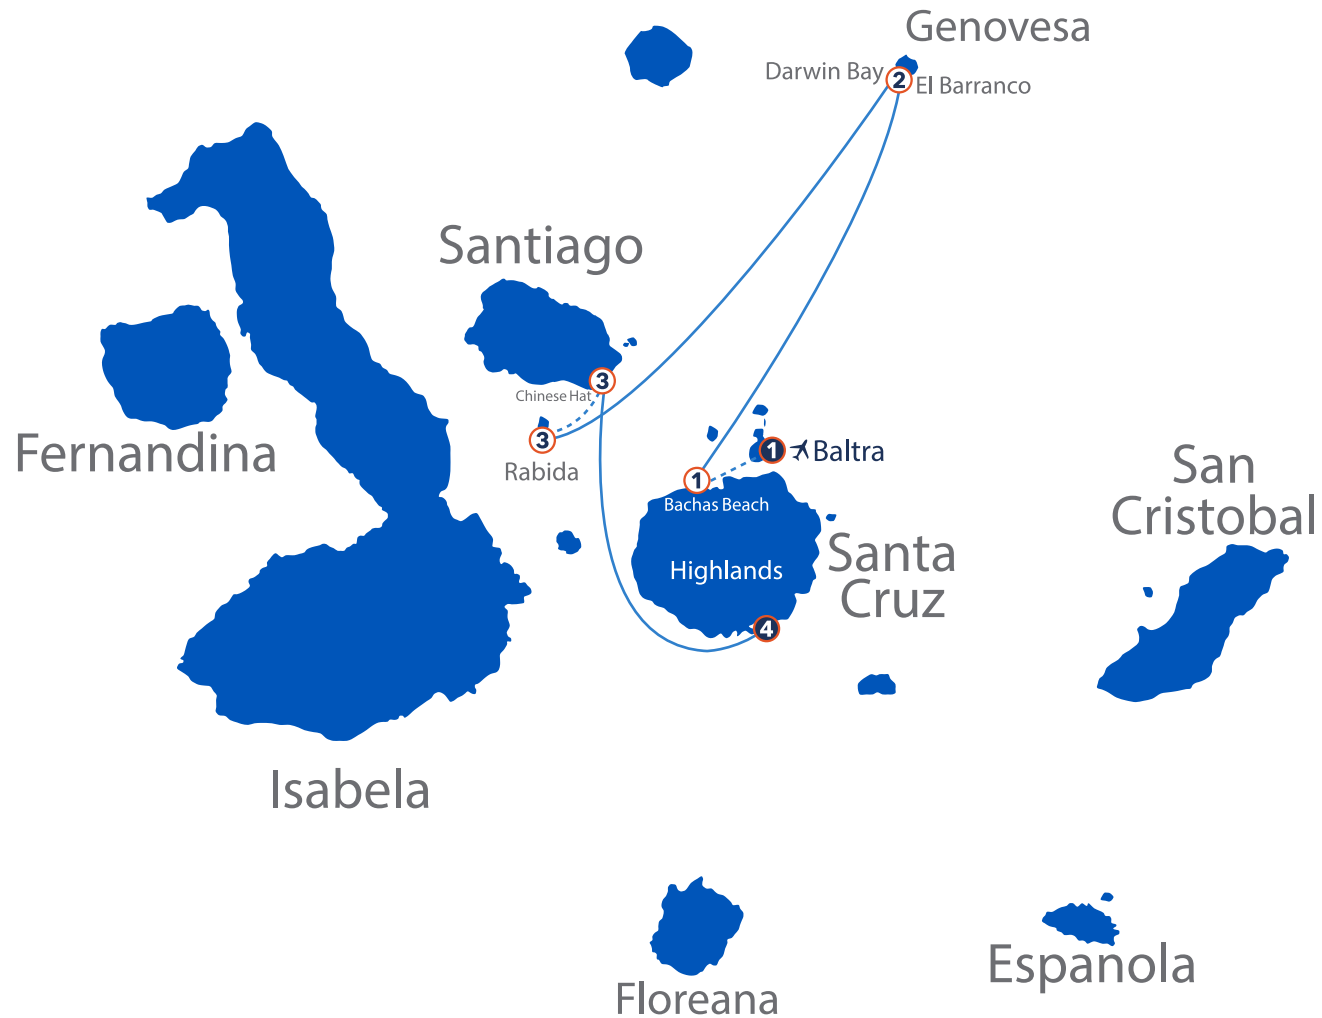 Genovesa
Darwin Bay
2
El Barranco
Santiago
3
Chinese Hat
3
Rabida
Fernandina
1
Baltra
1
Bachas Beach
Highlands
Santa
Cruz
4
San
Cristobal
Isabela
Espanola
Floreana